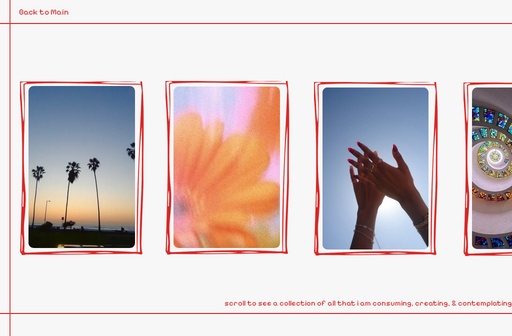 Back to Main
scroll to see a collection of all that i am consuming, creating, & contemplating